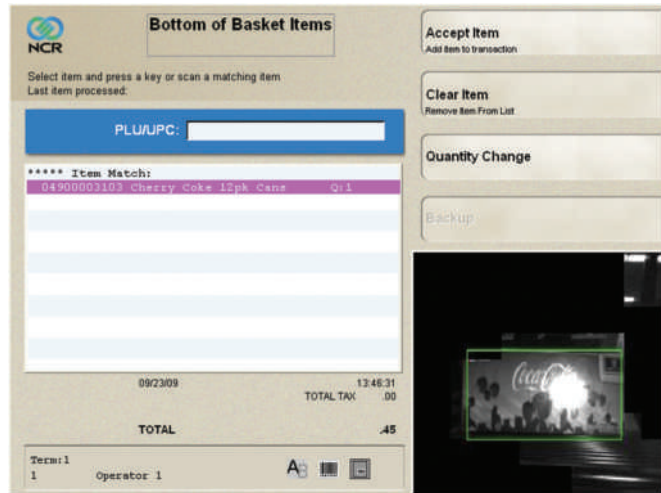 NCR
Bottom of Basket Items
Select item and press a key or scan a matching item
Last item processed:
PLU/UPC:
***** Item Match:
04900003103 Cherry Coke 12pk Cans Q:1
09/23/09 13:46:31
TOTAL TAX .00
TOTAL .45
Term:1
1 Operator 1
AB
Accept Item
Add item to transaction
Clear Item
Remove Item From List
Quantity Change
Backup
Coca-Cola